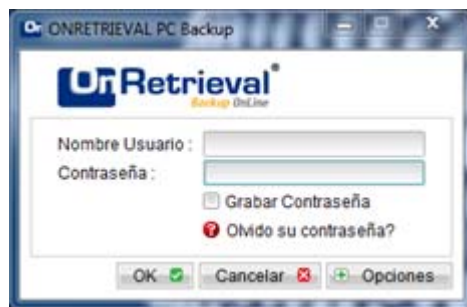 ONRETRIEVAL PC Backup
OnRetrieval®
Backup OnLine
Nombre Usuario :
Contraseña :
Grabar Contraseña
Olvido su contraseña?
OK Cancelar Opciones